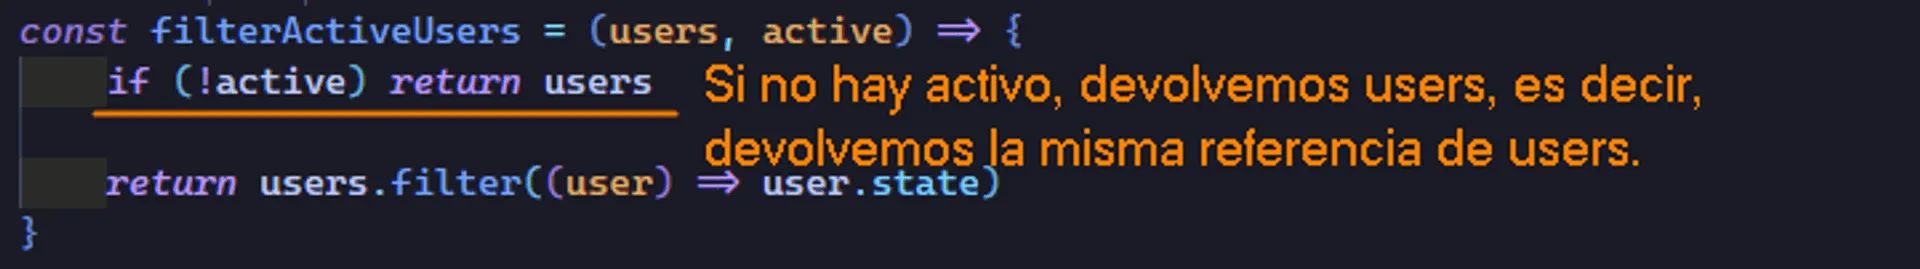 const filterActiveUsers = (users, active) => {
if (!active) return users
Si no hay activo, devolvemos users, es decir,
devolvemos la misma referencia de users.
return users.filter((user) => user.state)
}